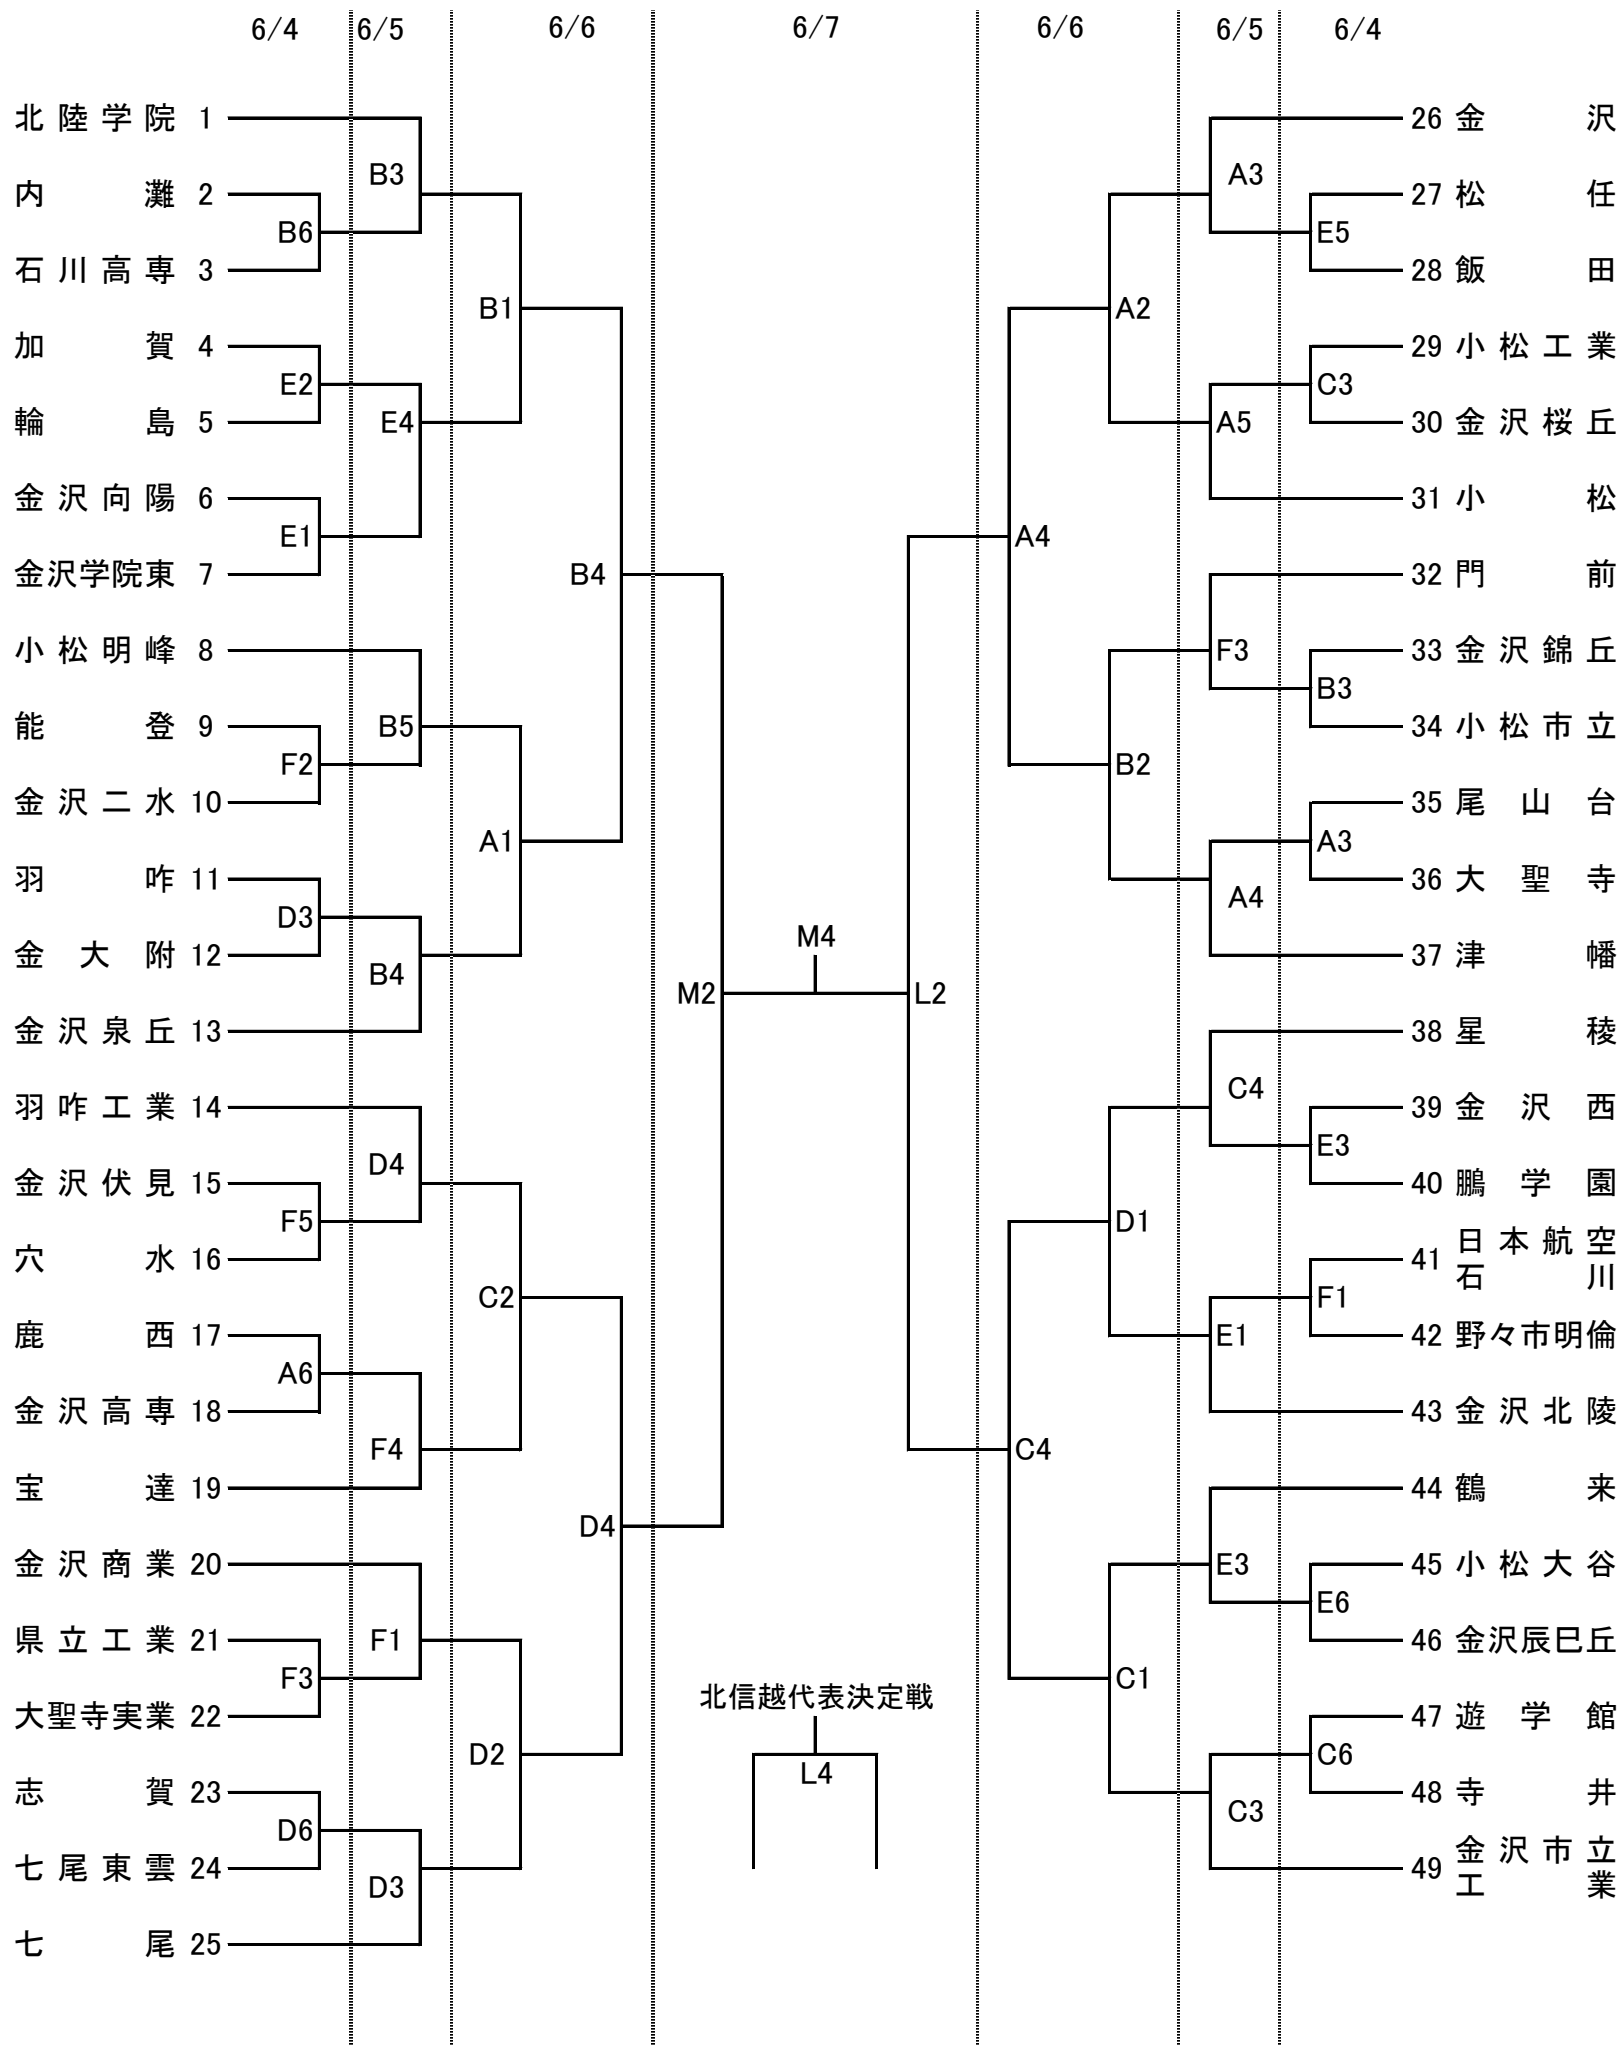 6/4 6/5 6/6 6/7 6/6 6/5 6/4
北陸学院 1 26 金沢
B3 A3
内灘 2 27 松任
B6 E5
石川高専 3 28 飯田
B1 A2
加賀 4 29 小松工業
E2 C3
輪島 5 E4 A5 30 金沢桜丘
金沢向陽 6 31 小松
E1 A4
金沢学院東 7 B4 32 門前
小松明峰 8 F3 33 金沢錦丘
B3
能登 9 B5 34 小松市立
F2 B2
金沢二水 10 35 尾山台
A1 A3
羽咋 11 36 大聖寺
A4
D3
M4
金大附 12 37 津幡
B4
M2 L2
金沢泉丘 13 38 星稜
C4
羽咋工業 14 39 金沢西
E3
D4
金沢伏見 15 40 鵬学園
F5 D1
日本航空
穴水 16 41
石川
C2 F1
鹿西 17 E1 42 野々市明倫
A6
金沢高専 18 43 金沢北陵
F4 C4
宝達 19 44 鶴来
D4
金沢商業 20 E3 45 小松大谷
E6
県立工業 21 F1 46 金沢辰巳丘
F3 C1
北信越代表決定戦
大聖寺実業 22 47 遊学館
D2 C6
L4
志賀 23 48 寺井
C3
D6
金沢市立
七尾東雲 24 49
工業
D3
七尾 25